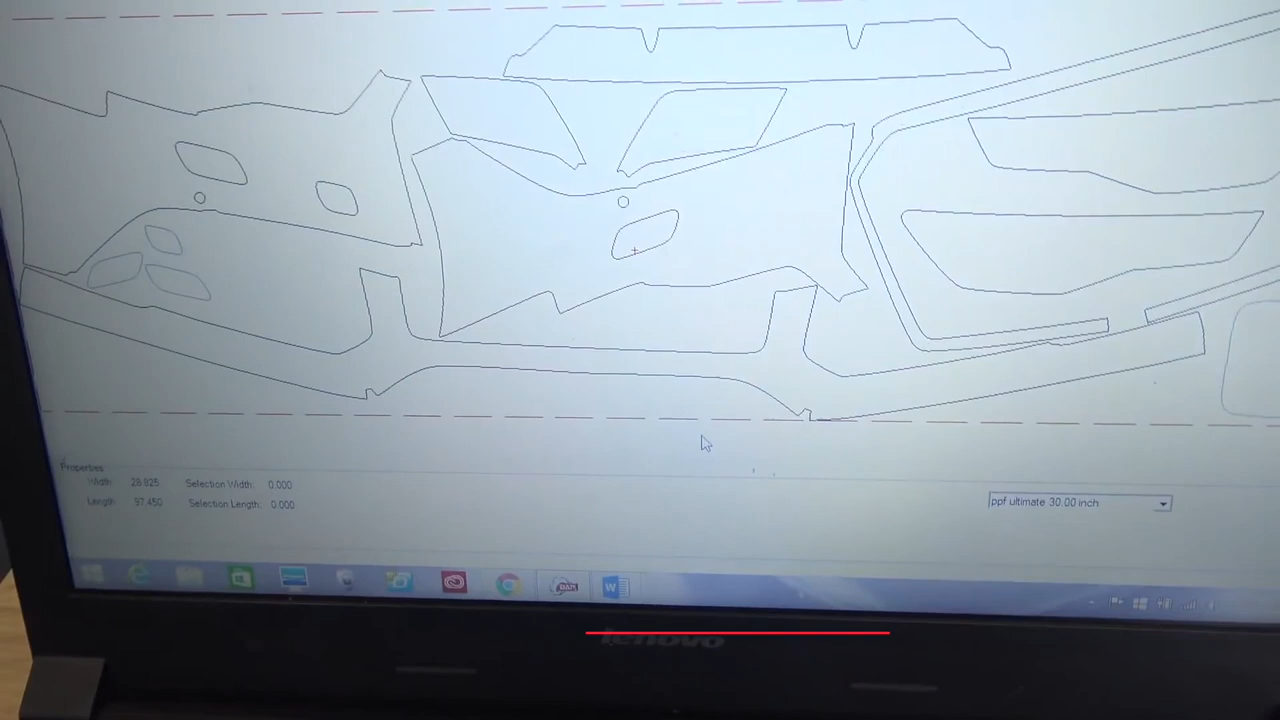 Properties
Width: 28.825 Selection Width: 0.000
Length: 97.450 Selection Length: 0.000
ppf ultimate 30.00 inch
W
lenovo